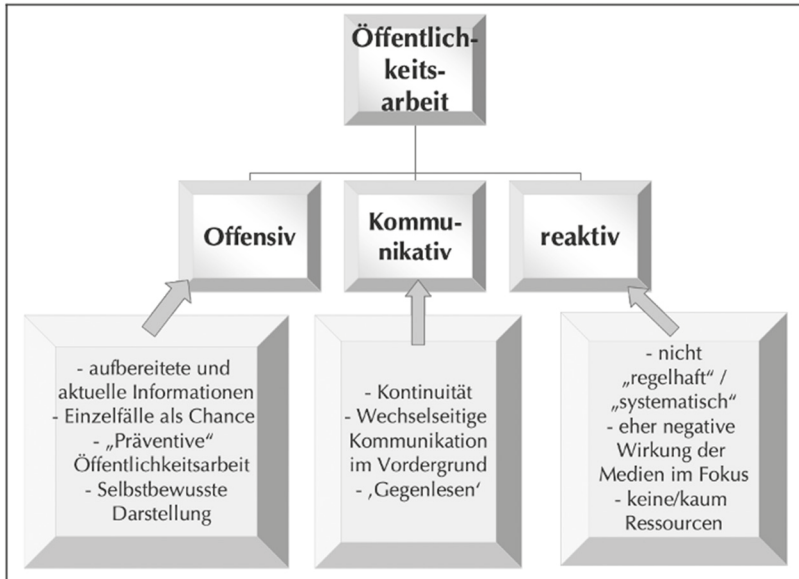 Öffentlich-
keits-
arbeit
Offensiv
Kommu-
nikativ
reaktiv
- aufbereitete und
aktuelle Informationen
- Einzelfälle als Chance
- „Präventive“
Öffentlichkeitsarbeit
- Selbstbewusste
Darstellung
- Kontinuität
- Wechselseitige
Kommunikation
im Vordergrund
- ‚Gegenlesen‘
- nicht
„regelhaft“ /
„systematisch“
- eher negative
Wirkung der
Medien im Fokus
- keine/kaum
Ressourcen